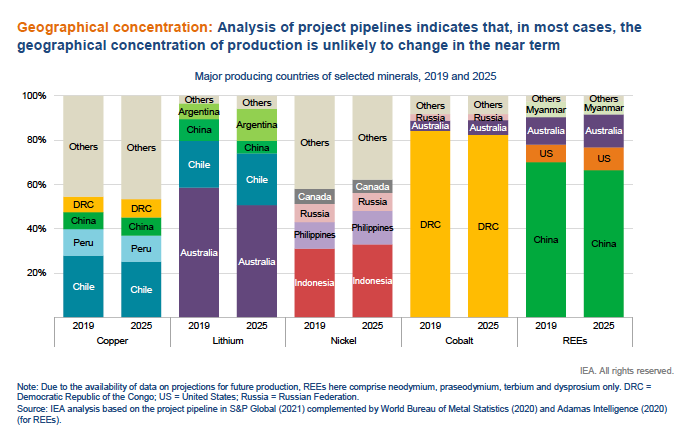 Geographical concentration: Analysis of project pipelines indicates that, in most cases, the
geographical concentration of production is unlikely to change in the near term
Major producing countries of selected minerals, 2019 and 2025
100%
80%
60%
40%
20%
Others
DRC
China
Peru
Chile
Others
DRC
China
Peru
Chile
Others
Argentina
China
Chile
Australia
Others
Argentina
China
Chile
Australia
Others
Canada
Russia
Philippines
Indonesia
Others
Canada
Russia
Philippines
Indonesia
Others
Russia
Australia
DRC
Others
Russia
Australia
DRC
Others
Myanmar
Australia
US
China
Others
Myanmar
Australia
US
China
2019 2025 2019 2025 2019 2025 2019 2025 2019 2025
Copper Lithium Nickel Cobalt REEs
IEA. All rights reserved.
Note: Due to the availability of data on projections for future production, REEs here comprise neodymium, praseodymium, terbium and dysprosium only. DRC =
Democratic Republic of the Congo; US = United States; Russia = Russian Federation.
Source: IEA analysis based on the project pipeline in S&P Global (2021) complemented by World Bureau of Metal Statistics (2020) and Adamas Intelligence (2020)
(for REEs).